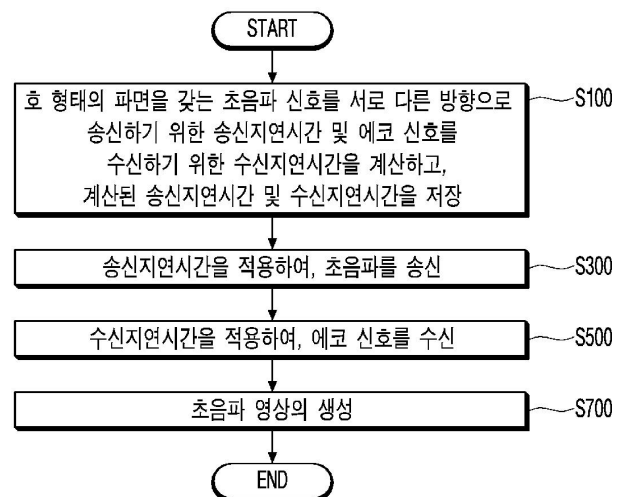 START
호 형태의 파면을 갖는 초음파 신호를 서로 다른 방향으로
송신하기 위한 송신지연시간 및 에코 신호를
수신하기 위한 수신지연시간을 계산하고,
계산된 송신지연시간 및 수신지연시간을 저장
S100
송신지연시간을 적용하여, 초음파를 송신
S300
수신지연시간을 적용하여, 에코 신호를 수신
S500
초음파 영상의 생성
S700
END